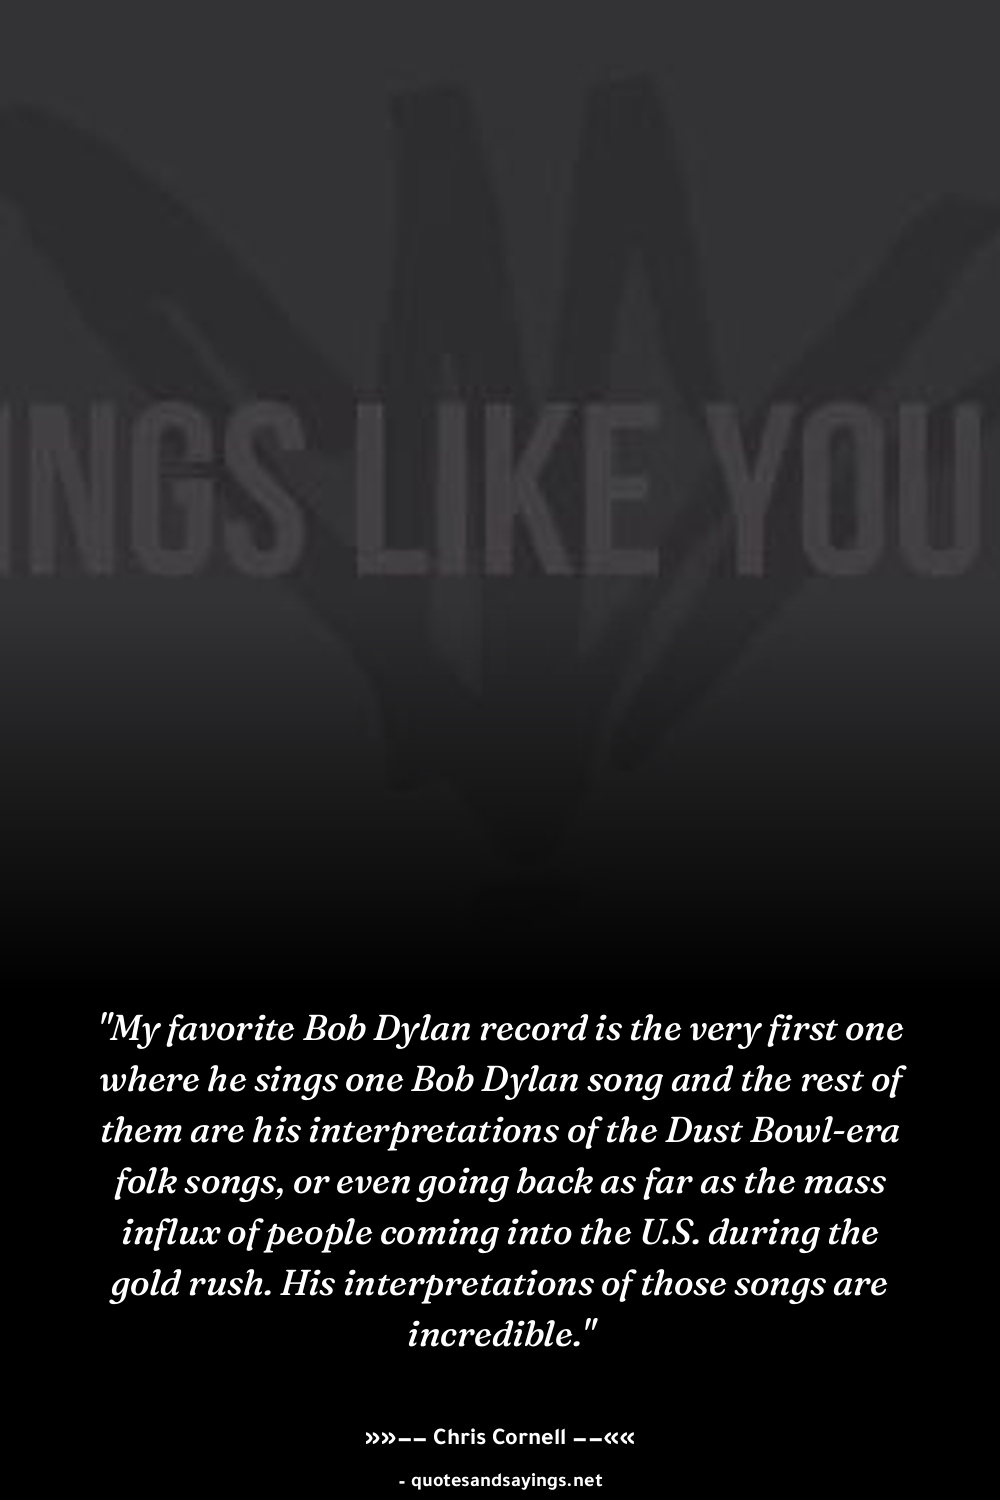 INGS LIKE YOU
"My favorite Bob Dylan record is the very first one
where he sings one Bob Dylan song and the rest of
them are his interpretations of the Dust Bowl-era
folk songs, or even going back as far as the mass
influx of people coming into the U.S. during the
gold rush. His interpretations of those songs are
incredible."
»»−− Chris Cornell −−««
- quotesandsayings.net